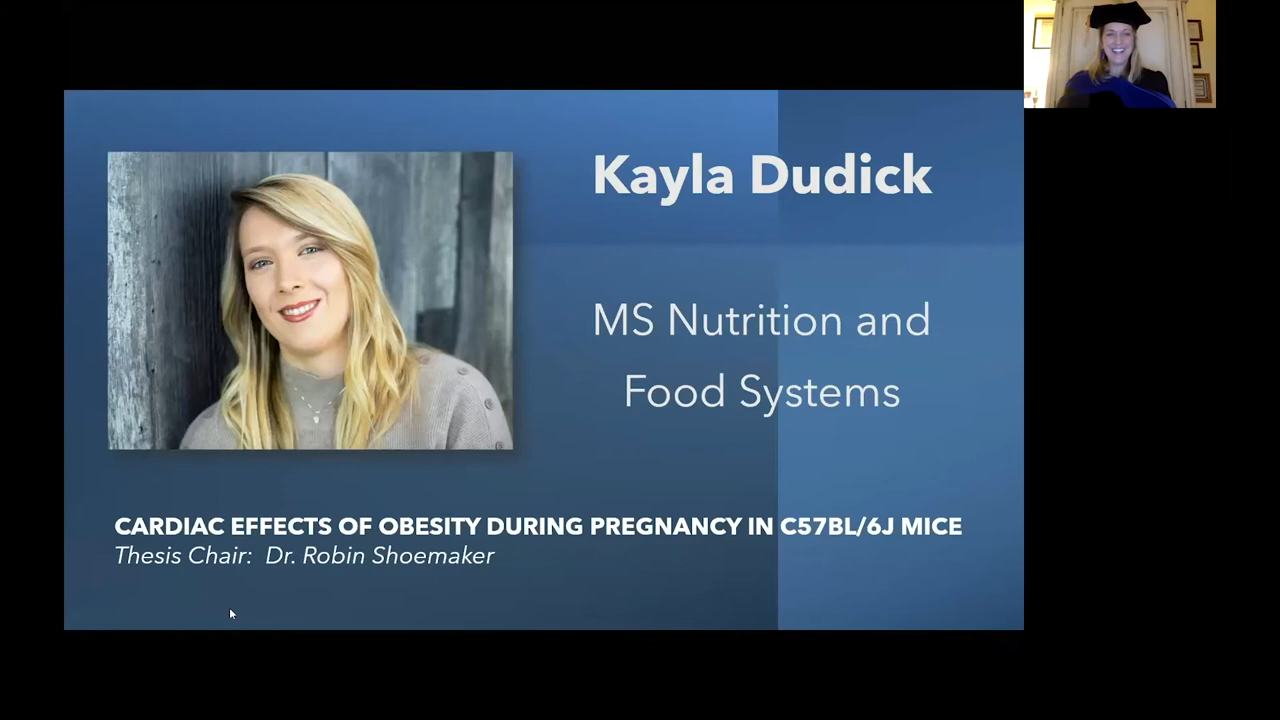 Kayla Dudick
MS Nutrition and
Food Systems
CARDIAC EFFECTS OF OBESITY DURING PREGNANCY IN C57BL/6J MICE
Thesis Chair: Dr. Robin Shoemaker